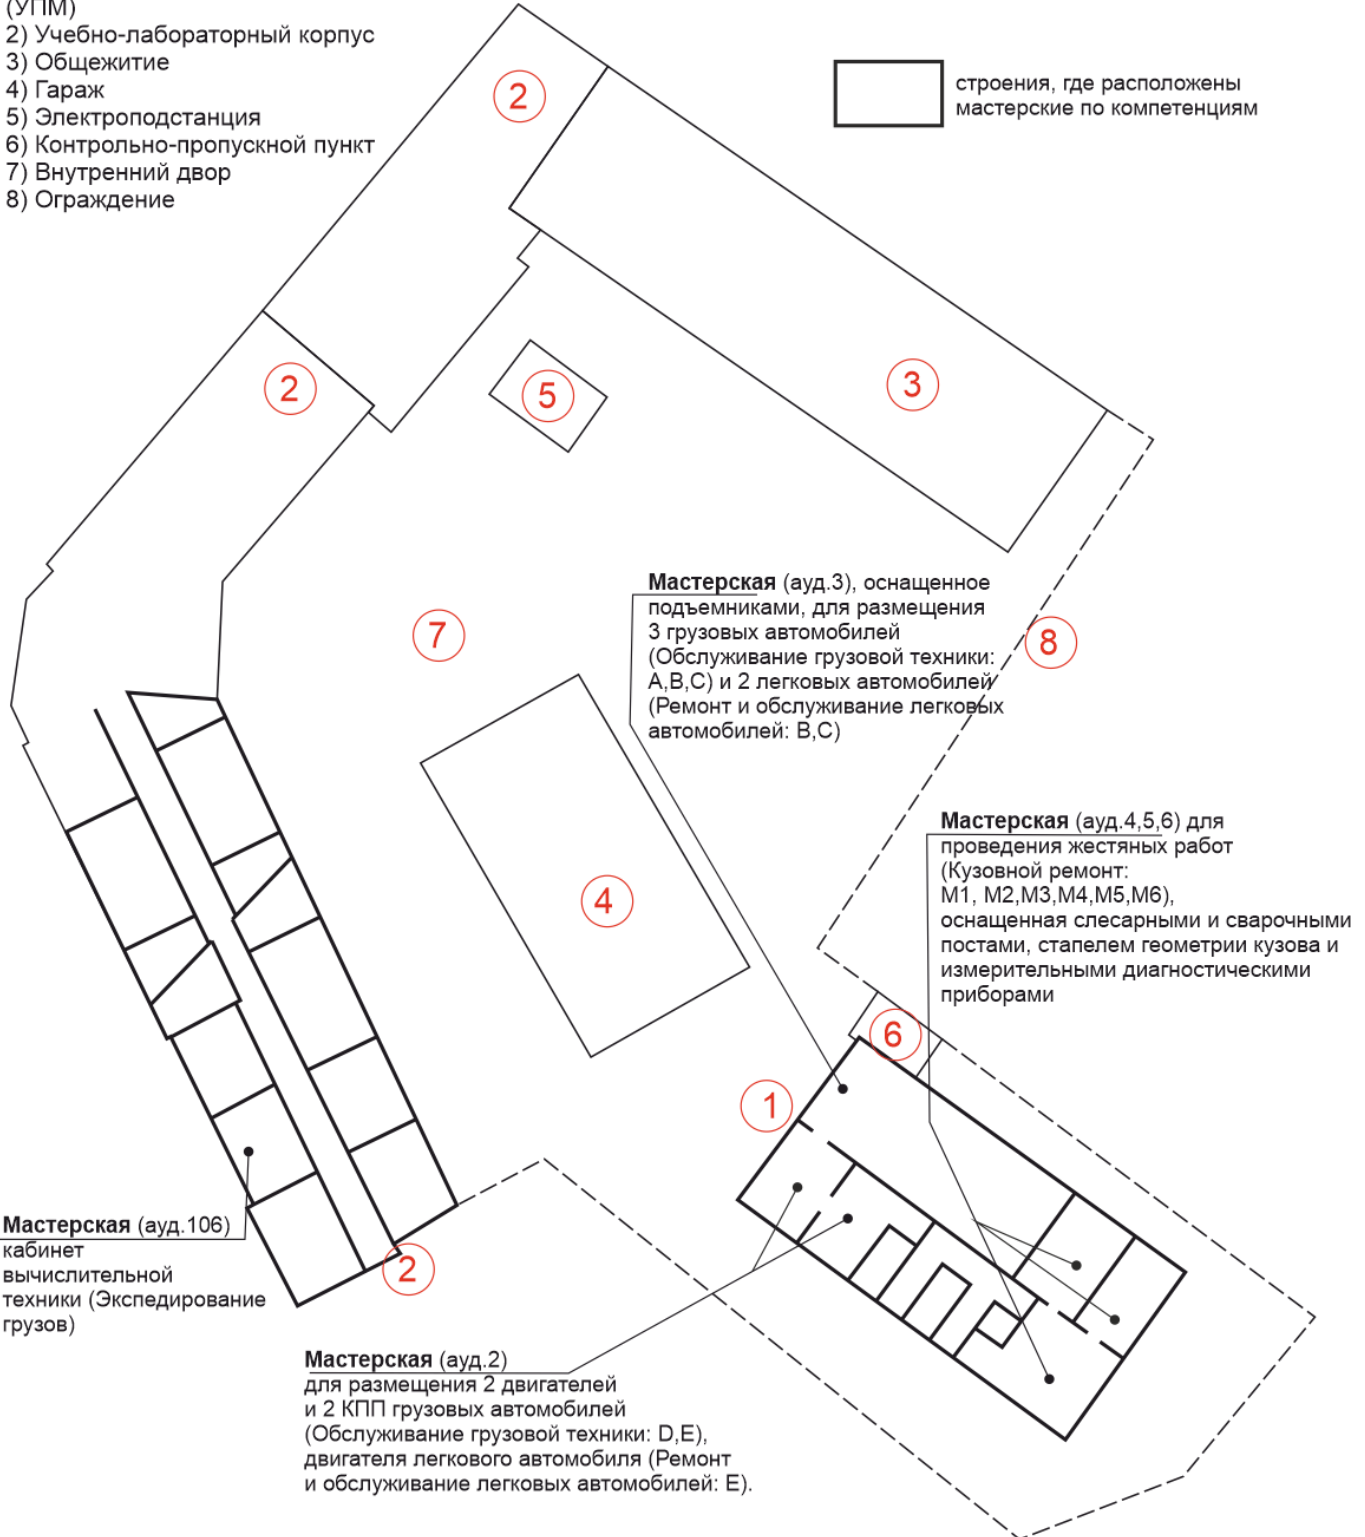 (УПМ)
2) Учебно-лабораторный корпус
3) Общежитие
4) Гараж
5) Электроподстанция
6) Контрольно-пропускной пункт
7) Внутренний двор
8) Ограждение
строения, где расположены
мастерские по компетенциям
2
2
5
3
7
8
4
6
1
2
Мастерская (ауд.3), оснащенное
подъемниками, для размещения
3 грузовых автомобилей
(Обслуживание грузовой техники:
А,В,С) и 2 легковых автомобилей
(Ремонт и обслуживание легковых
автомобилей: В,С)
Мастерская (ауд.4,5,6) для
проведения жестяных работ
(Кузовной ремонт:
М1, М2,М3,М4,М5,М6),
оснащенная слесарными и сварочными
постами, стапелем геометрии кузова и
измерительными диагностическими
приборами
Мастерская (ауд.106)
кабинет
вычислительной
техники (Экспедирование
грузов)
Мастерская (ауд.2)
для размещения 2 двигателей
и 2 КПП грузовых автомобилей
(Обслуживание грузовой техники: D,E),
двигателя легкового автомобиля (Ремонт
и обслуживание легковых автомобилей: Е).